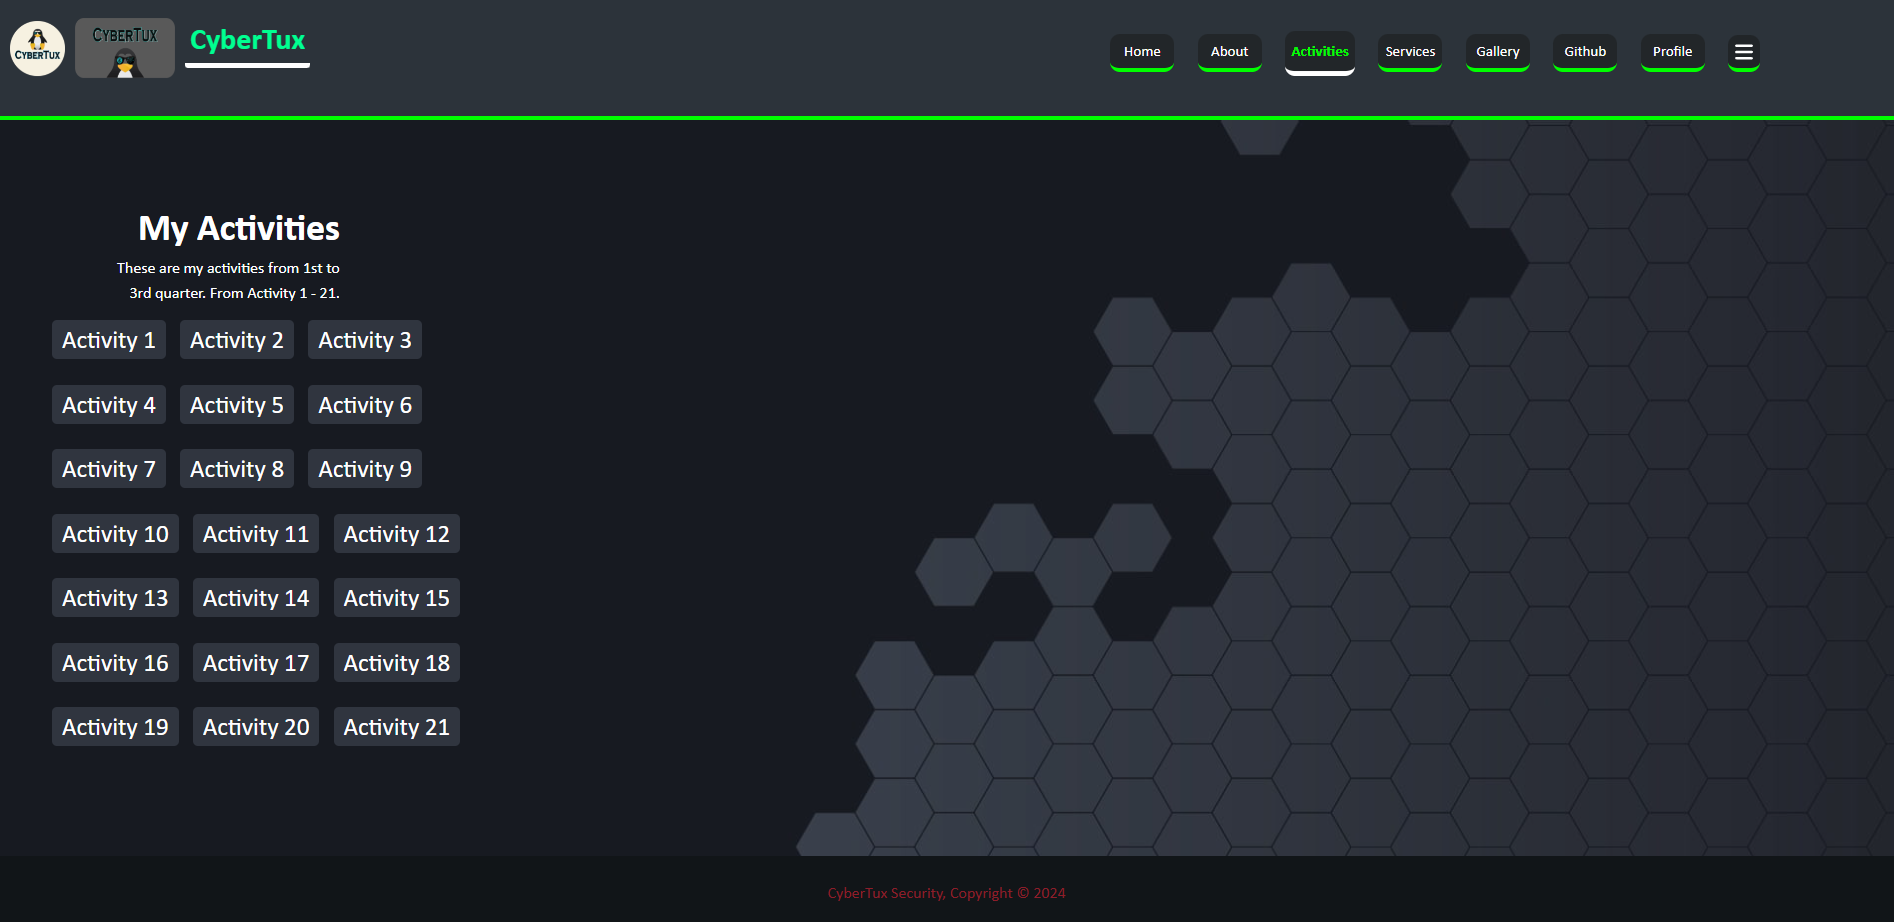 CyberTux
CyberTux
CyberTux
Home
About
Activities
Services
Gallery
Github
Profile
My Activities
These are my activities from 1st to
3rd quarter. From Activity 1 - 21.
Activity 1 Activity 2 Activity 3
Activity 4 Activity 5 Activity 6
Activity 7 Activity 8 Activity 9
Activity 10 Activity 11 Activity 12
Activity 13 Activity 14 Activity 15
Activity 16 Activity 17 Activity 18
Activity 19 Activity 20 Activity 21
CyberTux Security, Copyright © 2024